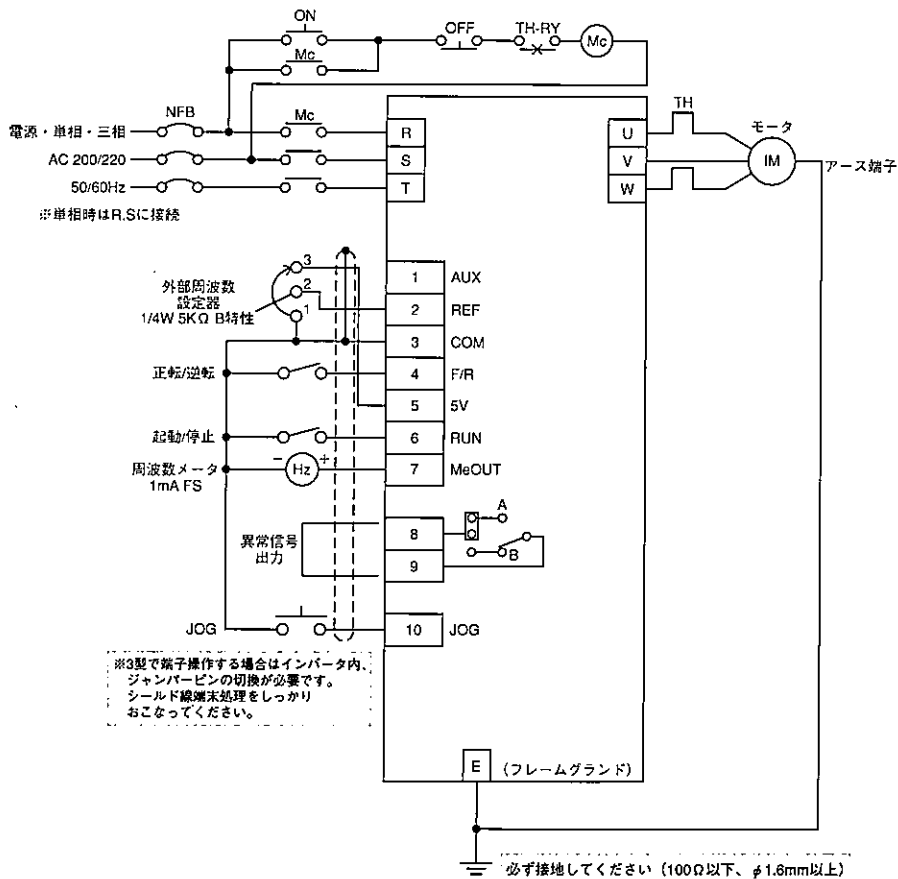 ON
OFF
TH-RY
Mc
Mc
NFB
Mc
TH
電源・単相・三相
R
U
モータ
AC 200/220
S
V
IM
アース端子
50/60Hz
T
W
※単相時はR,Sに接続
外部周波数
設定器
1/4W 5KΩ B特性
3
2
1
1 AUX
2 REF
3 COM
正転/逆転
4 F/R
5 5V
起動/停止
6 RUN
周波数メータ
1mA FS
− Hz +
7 MeOUT
異常信号
出力
8
9
A
B
JOG
10 JOG
※3型で端子操作する場合はインバータ内、
ジャンパーピンの切換が必要です。
シールド線端末処理をしっかり
おこなってください。
E (フレームグランド)
必ず接地してください(100Ω以下、φ1.6mm以上)